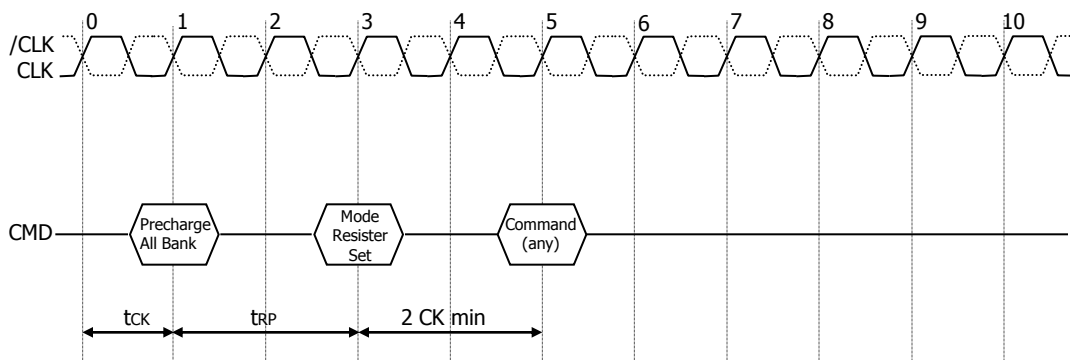 0 1 2 3 4 5 6 7 8 9 10
/CLK
CLK
CMD
Precharge
All Bank
Mode
Resister
Set
Command
(any)
tCK
tRP
2 CK min